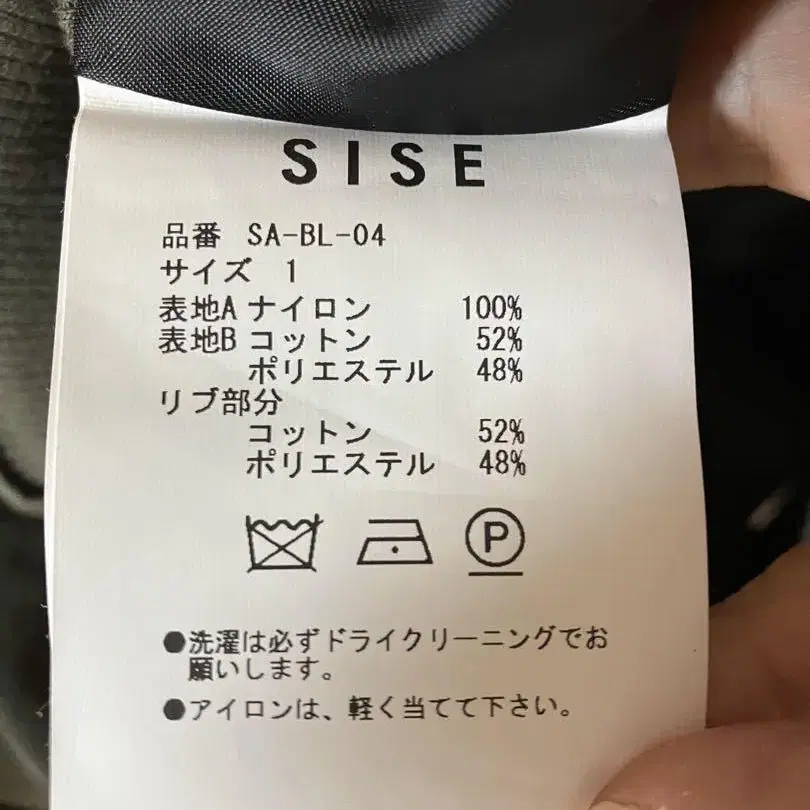 SISE
品番 SA-BL-04
サイズ 1
表地A ナイロン 100%
表地B コットン 52%
ポリエステル 48%
リブ部分
コットン 52%
ポリエステル 48%
P
●洗濯は必ずドライクリーニングでお
願いします。
●アイロンは、軽く当てて下さい。